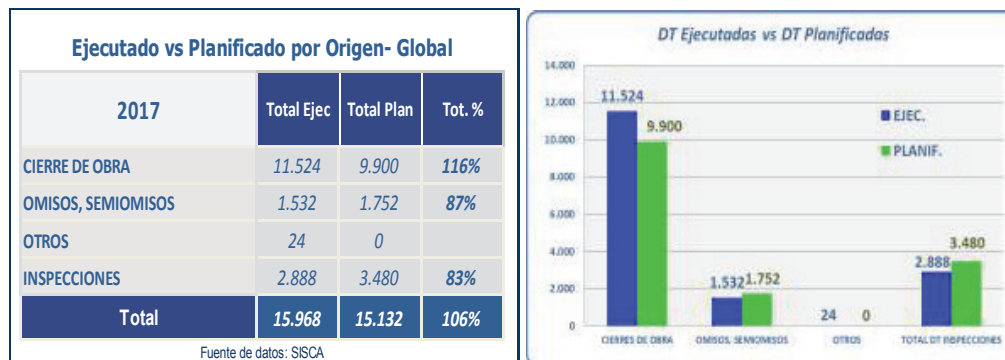 Ejecutado vs Planificado por Origen- Global
2017 Total Ejec Total Plan Tot. %
CIERRE DE OBRA 11.524 9.900 116%
OMISOS, SEMIOMISOS 1.532 1.752 87%
OTROS 24 0
INSPECCIONES 2.888 3.480 83%
Total 15.968 15.132 106%
Fuente de datos: SISCA
DT Ejecutadas vs DT Planificadas
14.000
12.000
10.000
8.000
6.000
4.000
2.000
0
11.524
9.900
1.532 1.752
24 0
2.888
3.480
EJEC.
PLANIF.
CIERRES DE OBRA OMISOS, SEMIOMISOS OTROS TOTAL DT INSPECCIONES